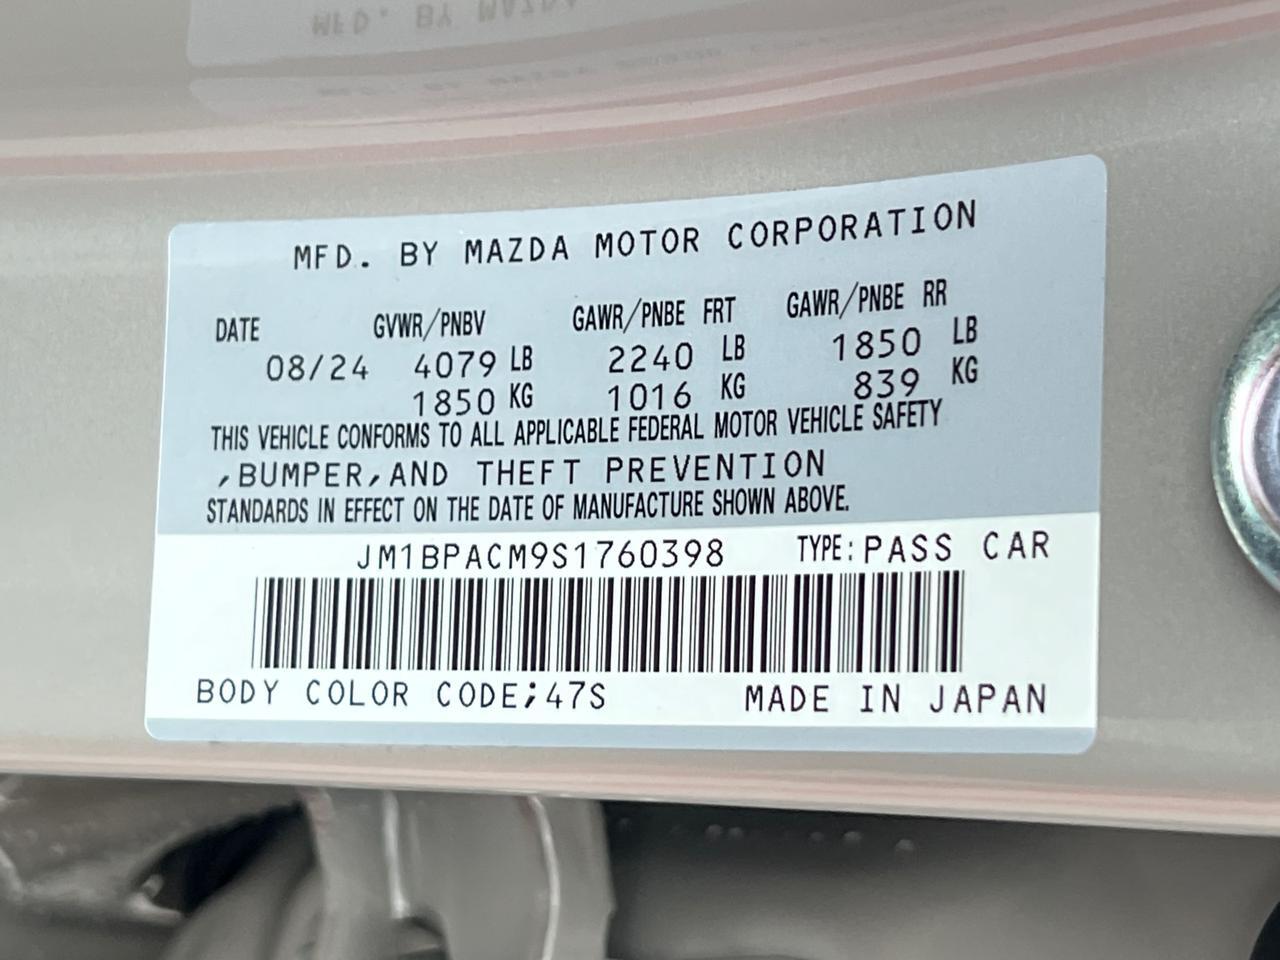 MFD. BY MAZDA MOTOR CORPORATION
DATE GVWR/PNBV GAWR/PNBE FRT GAWR/PNBE RR
08/24 4079 LB 2240 LB 1850 LB
1850 KG 1016 KG 839 KG
THIS VEHICLE CONFORMS TO ALL APPLICABLE FEDERAL MOTOR VEHICLE SAFETY
,BUMPER,AND THEFT PREVENTION
STANDARDS IN EFFECT ON THE DATE OF MANUFACTURE SHOWN ABOVE.
JM1BPACM9S1760398 TYPE:PASS CAR
BODY COLOR CODE;47S MADE IN JAPAN